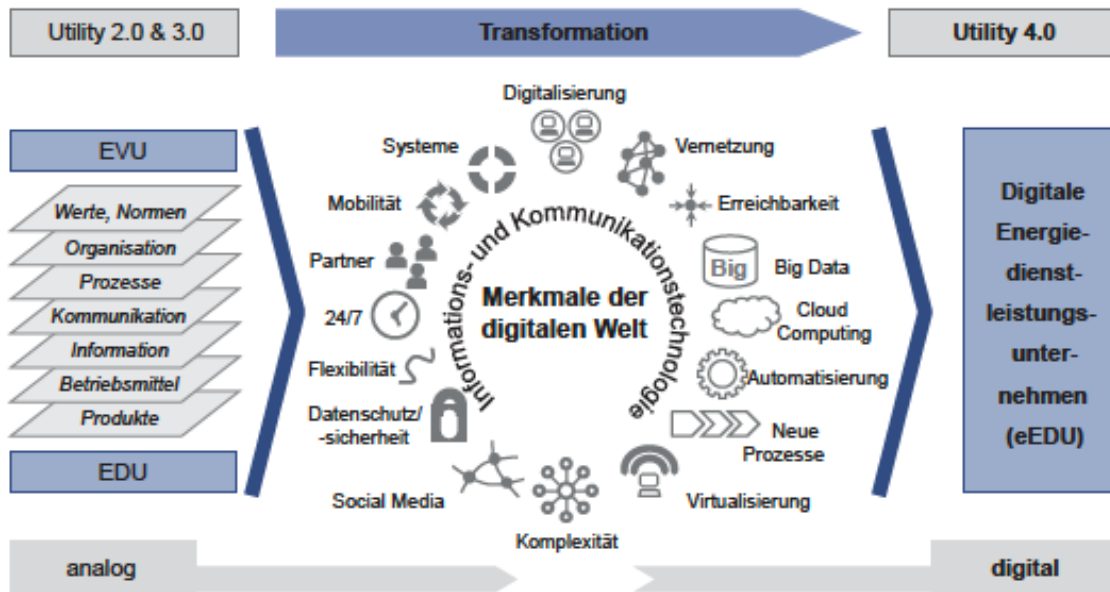 Utility 2.0 & 3.0
Transformation
Utility 4.0
EVU
Werte, Normen
Organisation
Prozesse
Kommunikation
Information
Betriebsmittel
Produkte
EDU
Digitalisierung
Systeme
Vernetzung
Mobilität
Erreichbarkeit
Partner
Big
Big Data
24/7
Cloud
Computing
Flexibilität
Automatisierung
Datenschutz/
-sicherheit
Neue
Prozesse
Social Media
Virtualisierung
Komplexität
Informations- und Kommunikationstechnologie
Merkmale der
digitalen Welt
Digitale
Energie-
dienst-
leistungs-
unter-
nehmen
(eEDU)
analog
digital